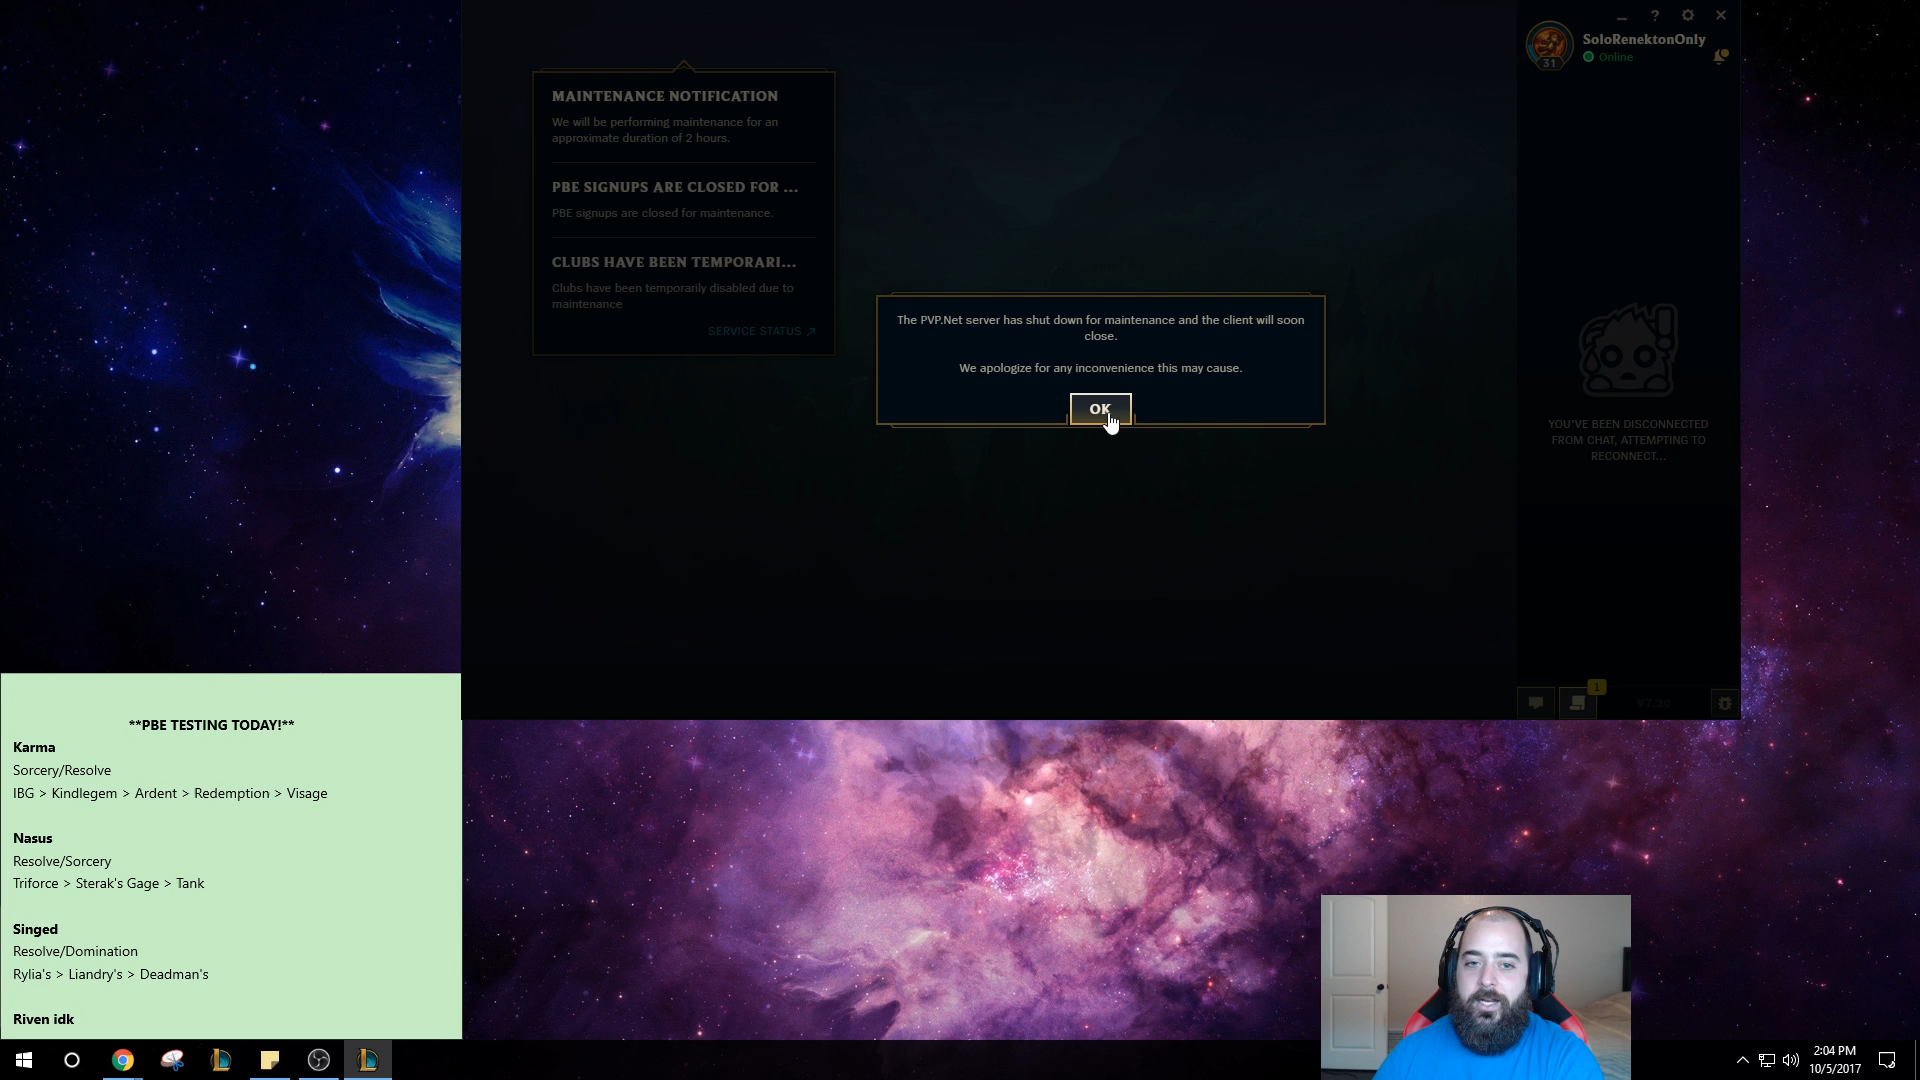 SoloRenektonOnly
31
Online
MAINTENANCE NOTIFICATION
We will be performing maintenance for an
approximate duration of 2 hours.
PBE SIGNUPS ARE CLOSED FOR ...
PBE signups are closed for maintenance.
CLUBS HAVE BEEN TEMPORARI...
Clubs have been temporarily disabled due to
maintenance
SERVICE STATUS
The PVP.Net server has shut down for maintenance and the client will soon
close.
We apologize for any inconvenience this may cause.
OK
YOU'VE BEEN DISCONNECTED
FROM CHAT, ATTEMPTING TO
RECONNECT...
1
V7.20
**PBE TESTING TODAY!**
Karma
Sorcery/Resolve
IBG > Kindlegem > Ardent > Redemption > Visage
Nasus
Resolve/Sorcery
Triforce > Sterak's Gage > Tank
Singed
Resolve/Domination
Rylia's > Liandry's > Deadman's
Riven idk
2:04 PM
10/5/2017